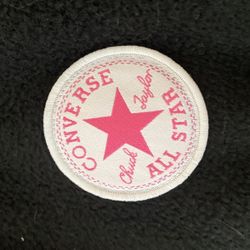 CONVERSE
ALL STAR
Chuck
Taylor